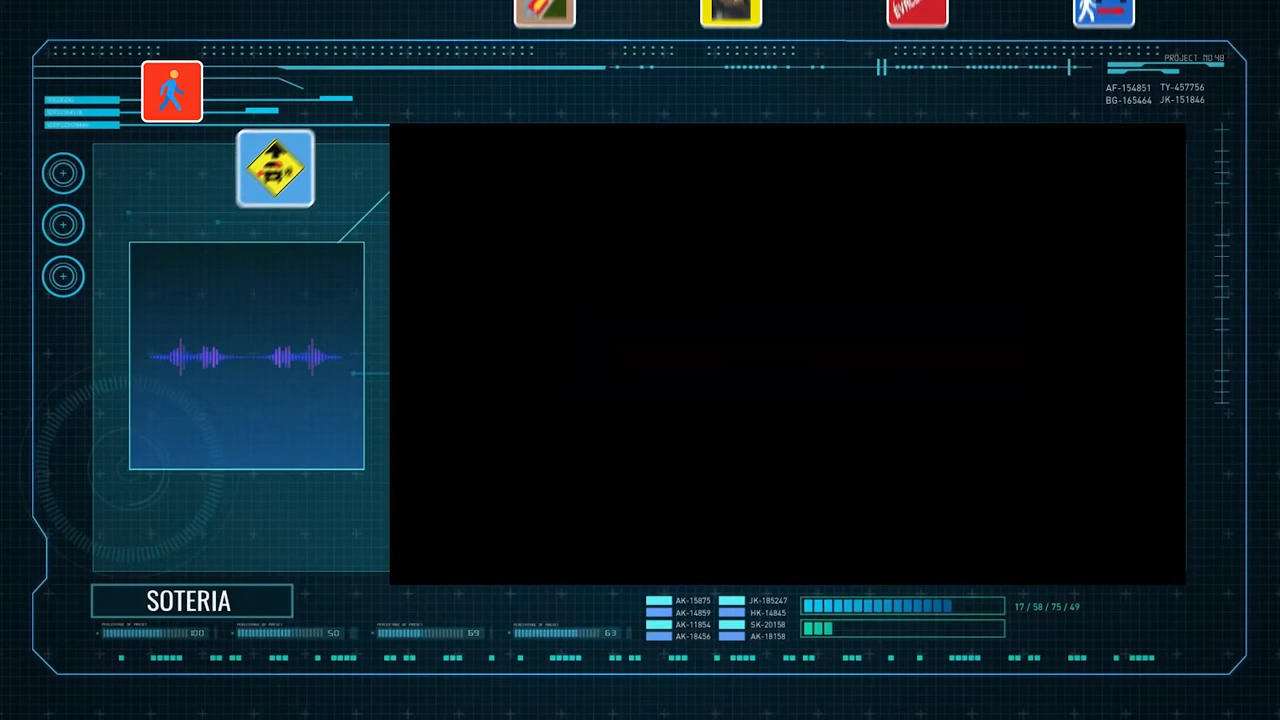 EVACUE
PROJECT NO 48
AF-154851 TY-457756
BG-165464 JK-151846
SOTERIA
100
50
69
63
AK-15875 JK-185247
AK-14859 HK-14845
AK-11854 SK-20158
AK-18456 AK-18158
17 / 58 / 75 / 49